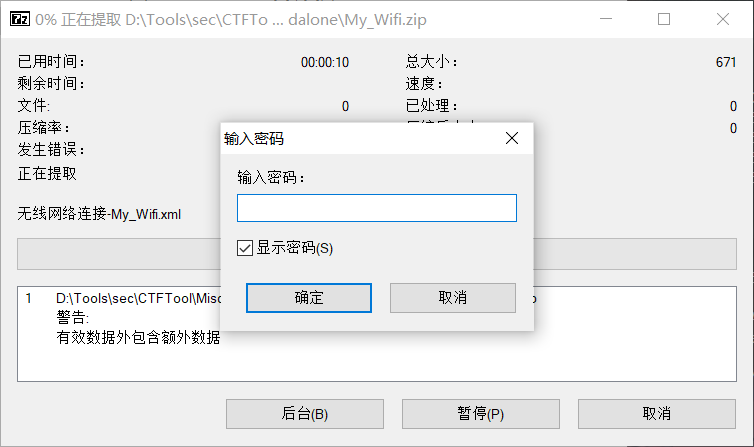 0% 正在提取 D:\Tools\sec\CTFTo ... dalone\My_Wifi.zip
已用时间: 00:00:10 总大小: 671
剩余时间: 速度:
文件: 0 已处理: 0
压缩率: 0
发生错误:
正在提取
无线网络连接-My_Wifi.xml
输入密码
输入密码:
显示密码(S)
确定 取消
1 D:\Tools\sec\CTFTool\Misc
警告:
有效数据外包含额外数据
后台(B) 暂停(P) 取消